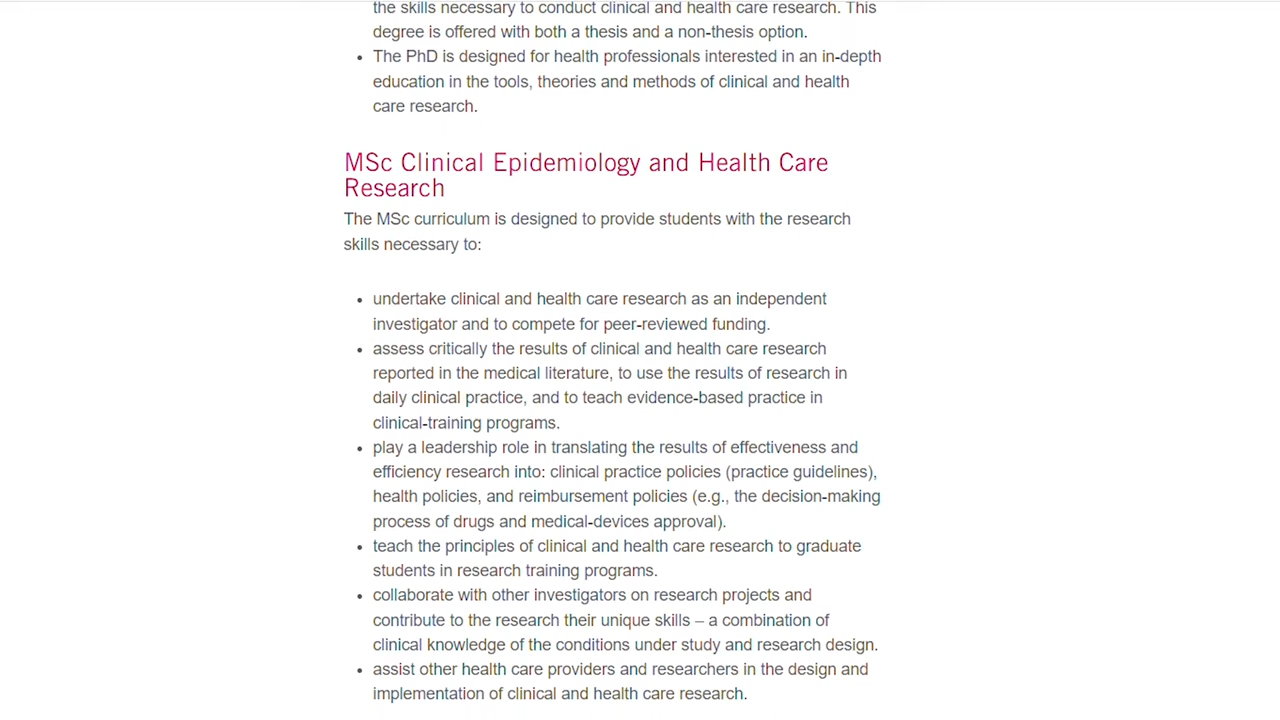 the skills necessary to conduct clinical and health care research. This
degree is offered with both a thesis and a non-thesis option.
• The PhD is designed for health professionals interested in an in-depth
education in the tools, theories and methods of clinical and health
care research.
MSc Clinical Epidemiology and Health Care
Research
The MSc curriculum is designed to provide students with the research
skills necessary to:
• undertake clinical and health care research as an independent
investigator and to compete for peer-reviewed funding.
• assess critically the results of clinical and health care research
reported in the medical literature, to use the results of research in
daily clinical practice, and to teach evidence-based practice in
clinical-training programs.
• play a leadership role in translating the results of effectiveness and
efficiency research into: clinical practice policies (practice guidelines),
health policies, and reimbursement policies (e.g., the decision-making
process of drugs and medical-devices approval).
• teach the principles of clinical and health care research to graduate
students in research training programs.
• collaborate with other investigators on research projects and
contribute to the research their unique skills – a combination of
clinical knowledge of the conditions under study and research design.
• assist other health care providers and researchers in the design and
implementation of clinical and health care research.